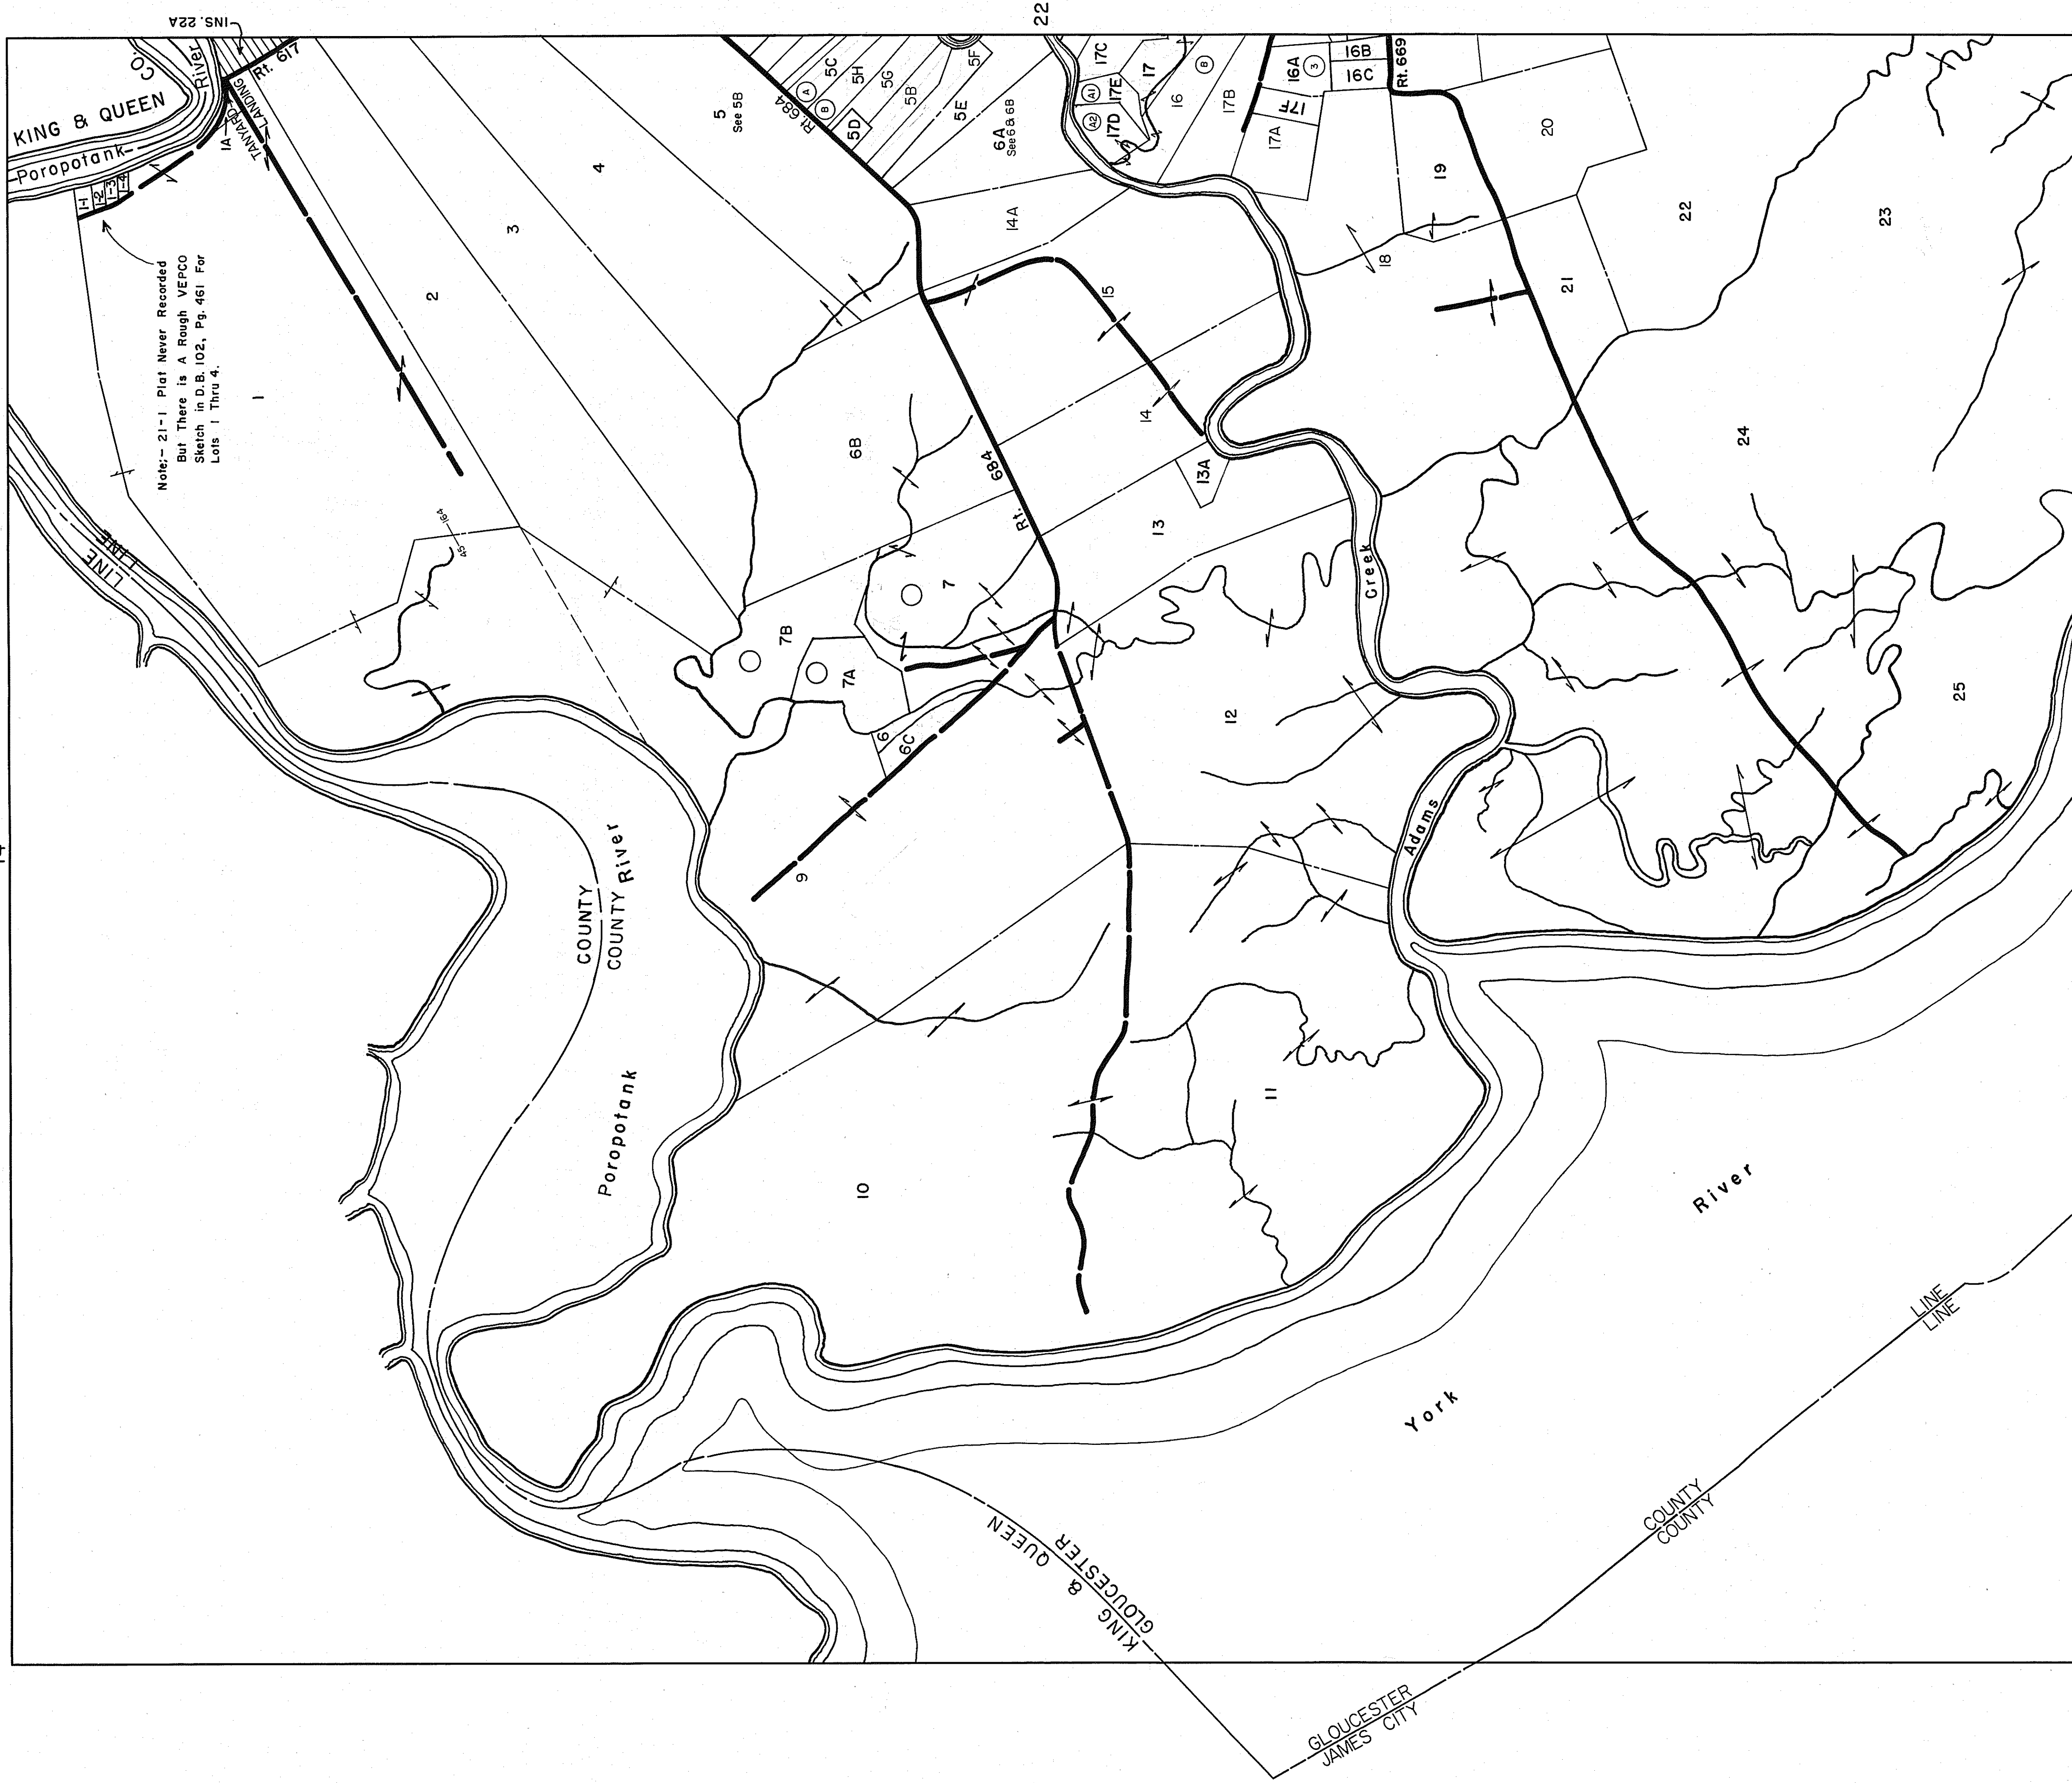 INS. 22A
22
KING & QUEEN
CO.
River
Poropotank
Rt. 617
TANYARD LANDING
1A
1-1
1-2
1-3
1-4
Note;- 21-1 Plat Never Recorded
But There is A Rough VEPCO
Sketch in D.B. 102, Pg. 461 For
Lots 1 Thru 4.
1
2
3
4
5
See 5B
Rt. 684
A
B
5C
5H
5G
5B
5F
5E
5D
6A
See 6 & 6B
14A
17C
17
17E
17D
A1
A2
B
16
17B
17A
17F
16A
3
16B
16C
Rt. 669
20
19
18
21
22
23
24
25
15
14
13A
13
6B
Rt. 684
7
7B
7A
6
6C
12
9
10
11
164
45
LINE
LINE
COUNTY
COUNTY
River
Poropotank
Creek
Adams
River
York
LINE
LINE
COUNTY
COUNTY
KING & QUEEN
GLOUCESTER
GLOUCESTER
JAMES CITY